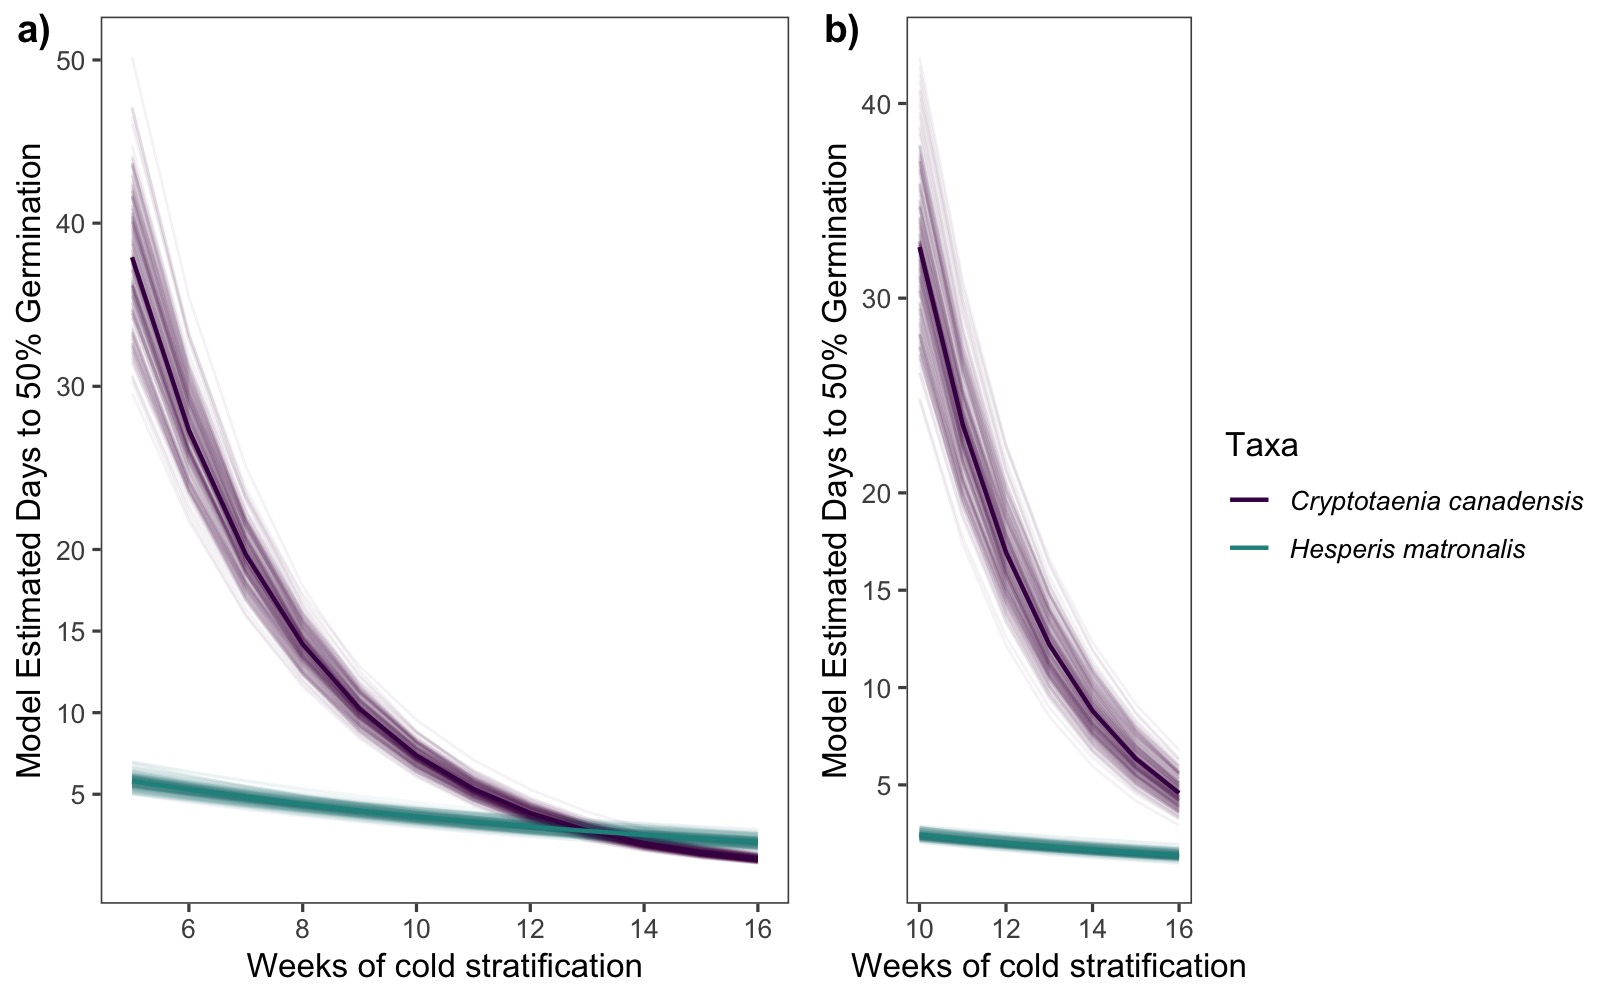 a)
Model Estimated Days to 50% Germination
50
40
30
20
15
10
5
6 8 10 12 14 16
Weeks of cold stratification
b)
Model Estimated Days to 50% Germination
40
30
20
15
10
5
10 12 14 16
Weeks of cold stratification
Taxa
Cryptotaenia canadensis
Hesperis matronalis